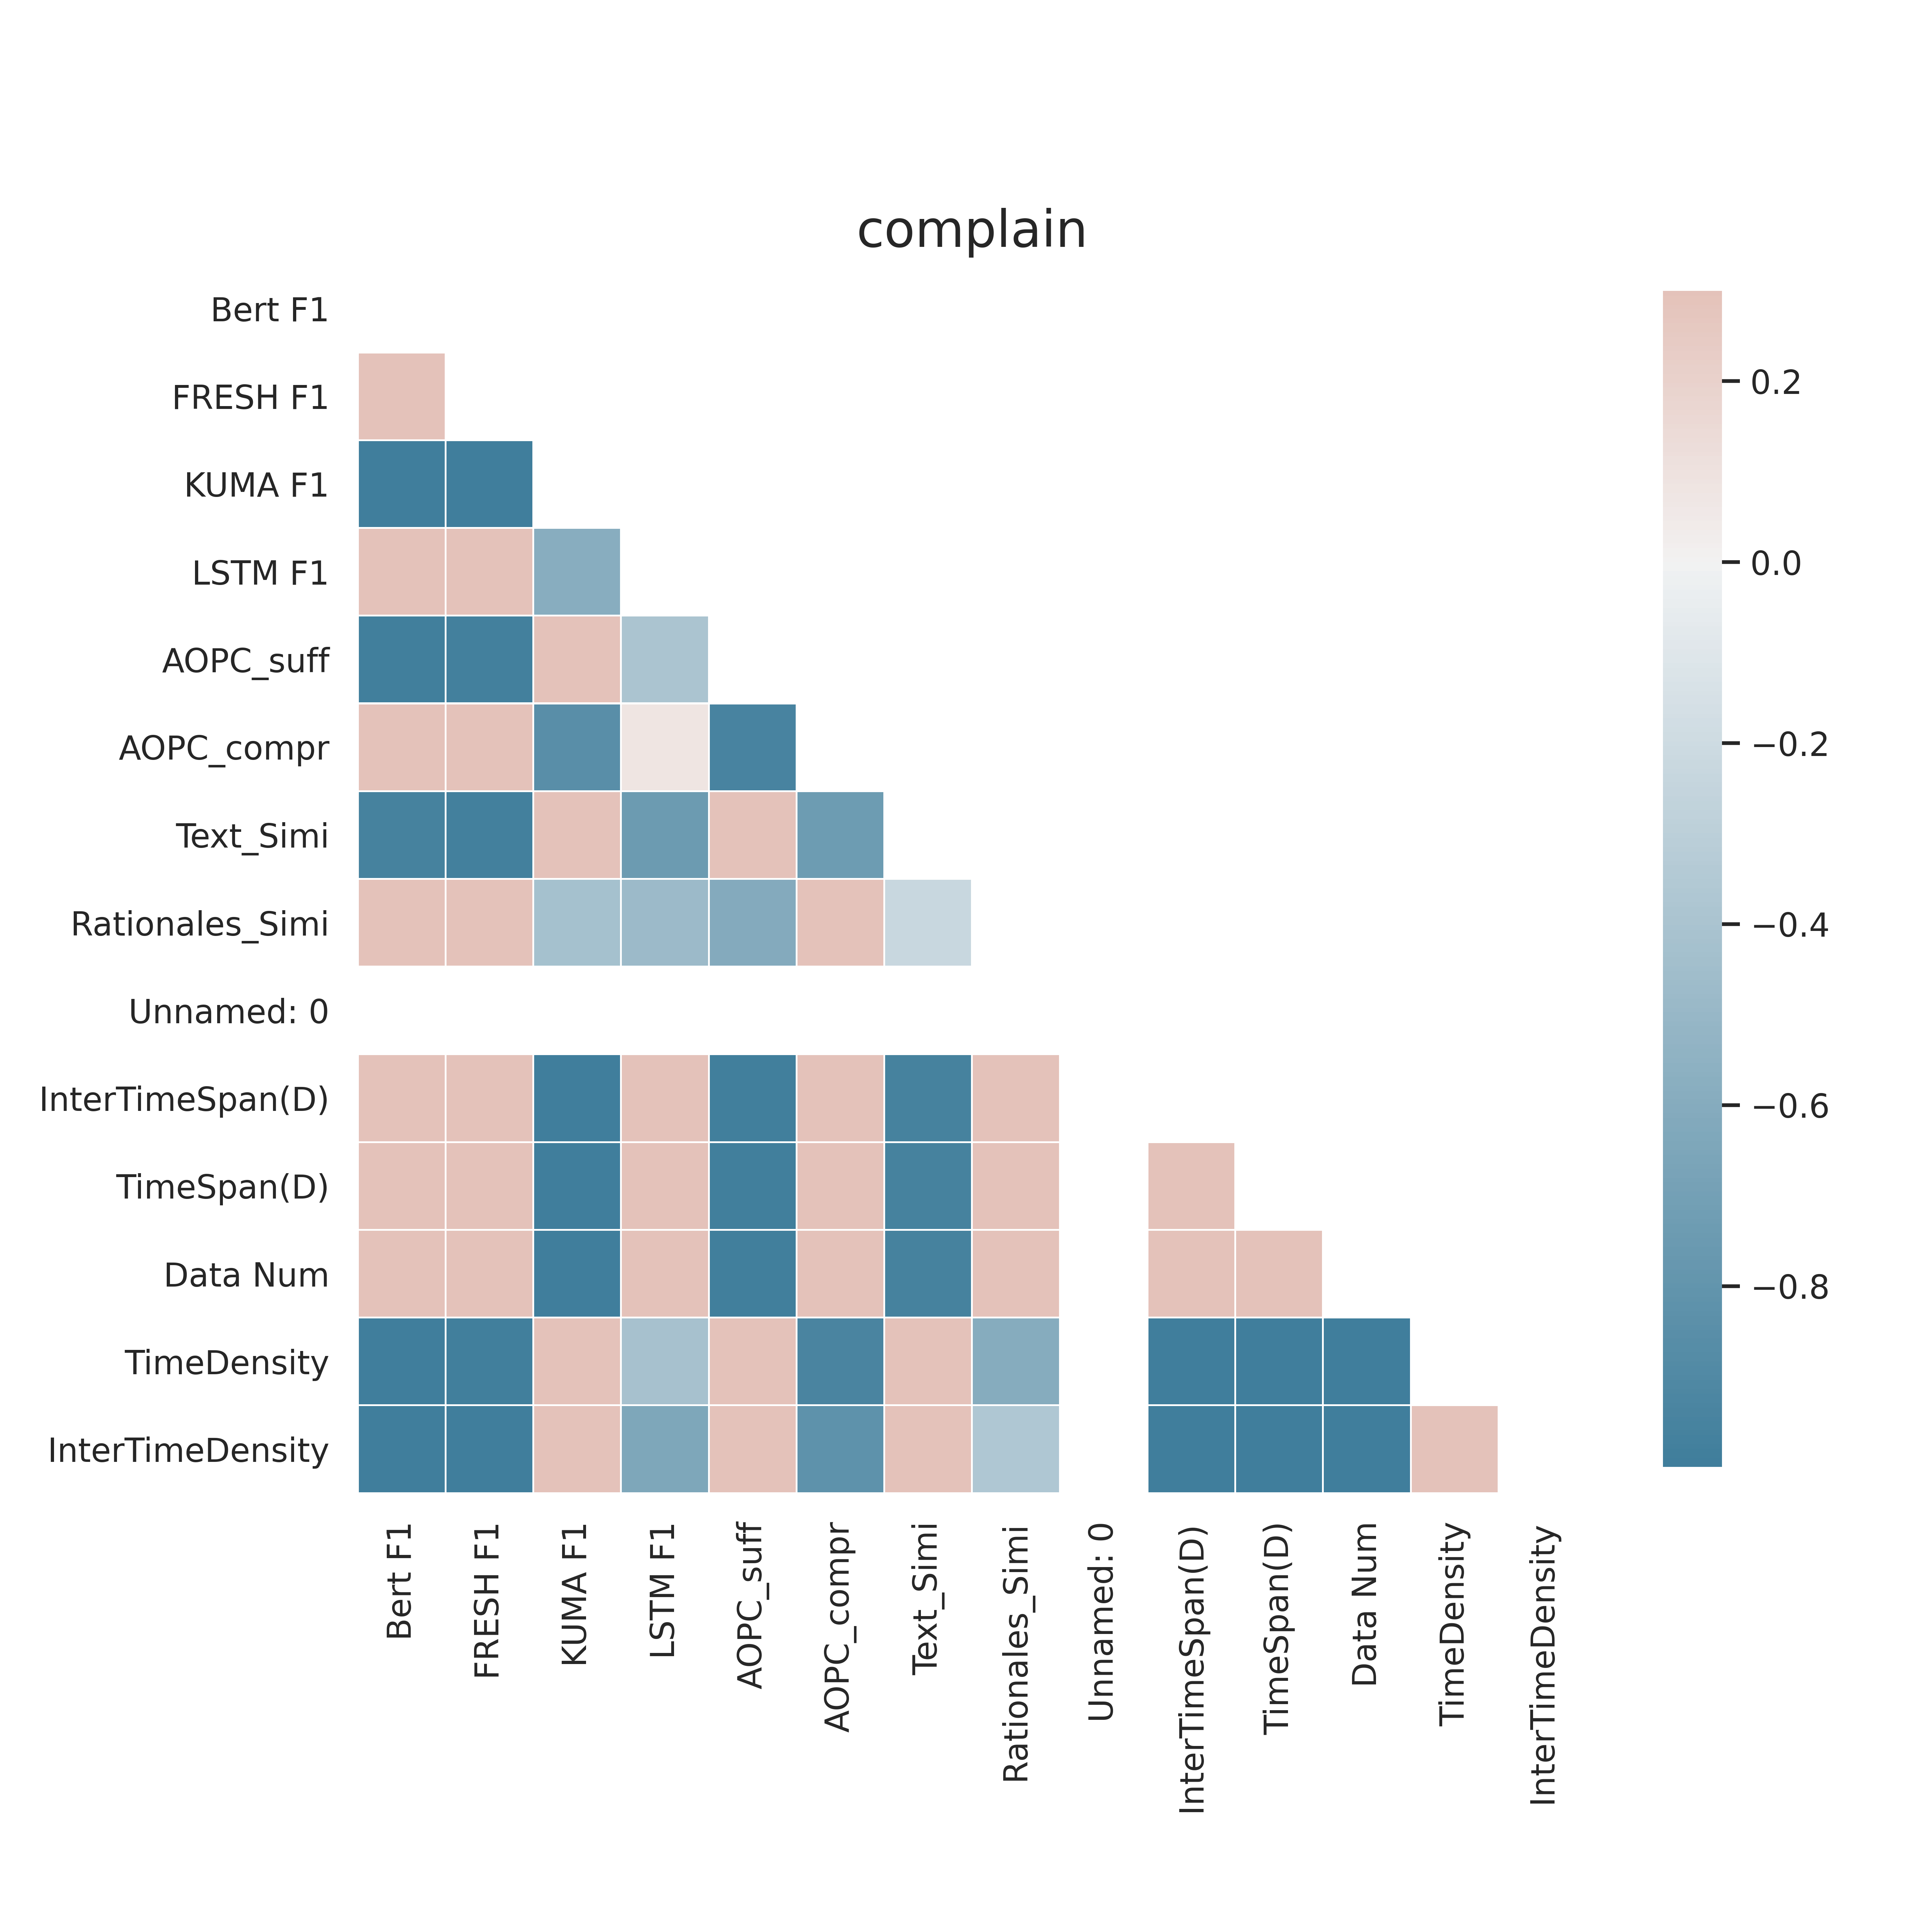 complain
Bert F1
FRESH F1
KUMA F1
LSTM F1
AOPC_suff
AOPC_compr
Text_Simi
Rationales_Simi
Unnamed: 0
InterTimeSpan(D)
TimeSpan(D)
Data Num
TimeDensity
InterTimeDensity
Bert F1
FRESH F1
KUMA F1
LSTM F1
AOPC_suff
AOPC_compr
Text_Simi
Rationales_Simi
Unnamed: 0
InterTimeSpan(D)
TimeSpan(D)
Data Num
TimeDensity
InterTimeDensity
0.2
0.0
−0.2
−0.4
−0.6
−0.8